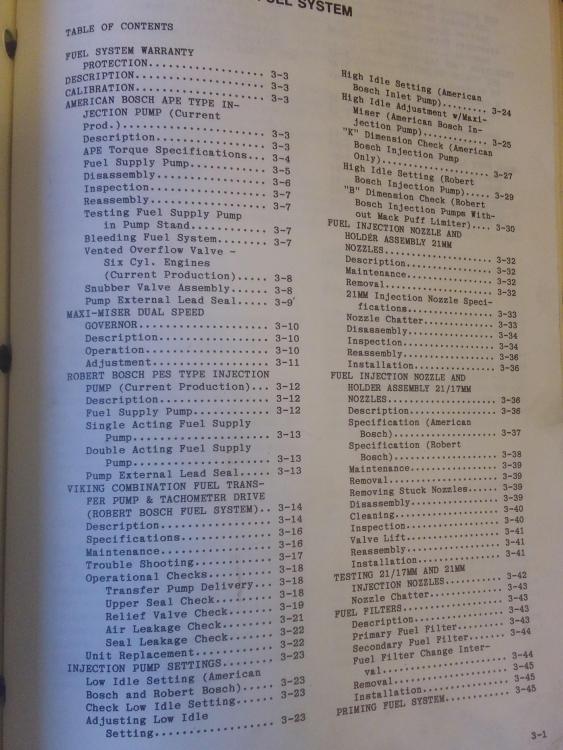 FUEL SYSTEM
TABLE OF CONTENTS
FUEL SYSTEM WARRANTY
PROTECTION................. 3-3
DESCRIPTION.................. 3-3
CALIBRATION.................. 3-3
AMERICAN BOSCH APE TYPE IN-
JECTION PUMP (Current
Prod.)..................... 3-3
Description................ 3-3
APE Torque Specifications... 3-4
Fuel Supply Pump........... 3-5
Disassembly................ 3-6
Inspection................. 3-7
Reassembly................. 3-7
Testing Fuel Supply Pump
in Pump Stand............ 3-7
Bleeding Fuel System....... 3-7
Vented Overflow Valve -
Six Cyl. Engines
(Current Production)..... 3-8
Snubber Valve Assembly..... 3-8
Pump External Lead Seal.... 3-9
MAXI-MISER DUAL SPEED
GOVERNOR................... 3-10
Description................ 3-10
Operation.................. 3-10
Adjustment................. 3-11
ROBERT BOSCH PES TYPE INJECTION
PUMP (Current Production)... 3-12
Description................ 3-12
Fuel Supply Pump........... 3-12
Single Acting Fuel Supply
Pump..................... 3-13
Double Acting Fuel Supply
Pump..................... 3-13
Pump External Lead Seal.... 3-13
VIKING COMBINATION FUEL TRANS-
FER PUMP & TACHOMETER DRIVE
(ROBERT BOSCH FUEL SYSTEM).. 3-14
Description................ 3-14
Specifications............. 3-16
Maintenance................ 3-16
Trouble Shooting........... 3-17
Operational Checks......... 3-18
Transfer Pump Delivery... 3-18
Upper Seal Check......... 3-18
Relief Valve Check....... 3-19
Air Leakage Check........ 3-21
Seal Leakage Check....... 3-22
Unit Replacement........... 3-22
INJECTION PUMP SETTINGS....... 3-23
Low Idle Setting (American
Bosch and Robert Bosch)..... 3-23
Check Low Idle Setting..... 3-23
Adjusting Low Idle
Setting.................. 3-23
High Idle Setting (American
Bosch Inlet Pump)........ 3-24
High Idle Adjustment w/Maxi-
Miser (American Bosch In-
jection Pump)............ 3-25
"K" Dimension Check (American
Bosch Injection Pump
Only).................... 3-27
High Idle Setting (Robert
Bosch Injection Pump)..... 3-29
"B" Dimension Check (Robert
Bosch Injection Pumps With-
out Mack Puff Limiter).... 3-30
FUEL INJECTION NOZZLE AND
HOLDER ASSEMBLY 21MM
NOZZLES.................... 3-32
Description................ 3-32
Maintenance................ 3-32
Removal.................... 3-32
21MM Injection Nozzle Speci-
fications................ 3-33
Nozzle Chatter............. 3-33
Disassembly................ 3-34
Inspection................. 3-34
Reassembly................. 3-36
Installation............... 3-36
FUEL INJECTION NOZZLE AND
HOLDER ASSEMBLY 21/17MM
NOZZLES.................... 3-36
Description................ 3-36
Specification (American
Bosch)................... 3-37
Specification (Robert
Bosch)................... 3-38
Maintenance................ 3-39
Removal.................... 3-39
Removing Stuck Nozzles..... 3-39
Disassembly................ 3-39
Cleaning................... 3-40
Inspection................. 3-40
Valve Lift................. 3-41
Reassembly................. 3-41
Installation............... 3-41
TESTING 21/17MM AND 21MM
INJECTION NOZZLES.......... 3-42
Nozzle Chatter............. 3-43
FUEL FILTERS................. 3-43
Description................ 3-43
Primary Fuel Filter........ 3-43
Secondary Fuel Filter...... 3-44
Fuel Filter Change Inter-
val...................... 3-44
Removal.................... 3-45
Installation............... 3-45
PRIMING FUEL SYSTEM.......... 3-45
3-1